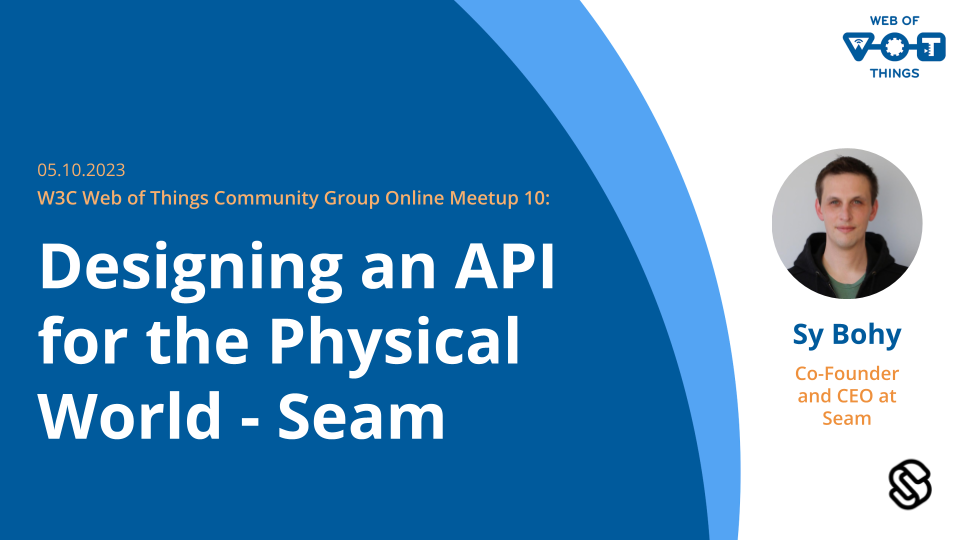 WEB OF
W T
THINGS
05.10.2023
W3C Web of Things Community Group Online Meetup 10:
Designing an API
for the Physical
World - Seam
Sy Bohy
Co-Founder
and CEO at
Seam